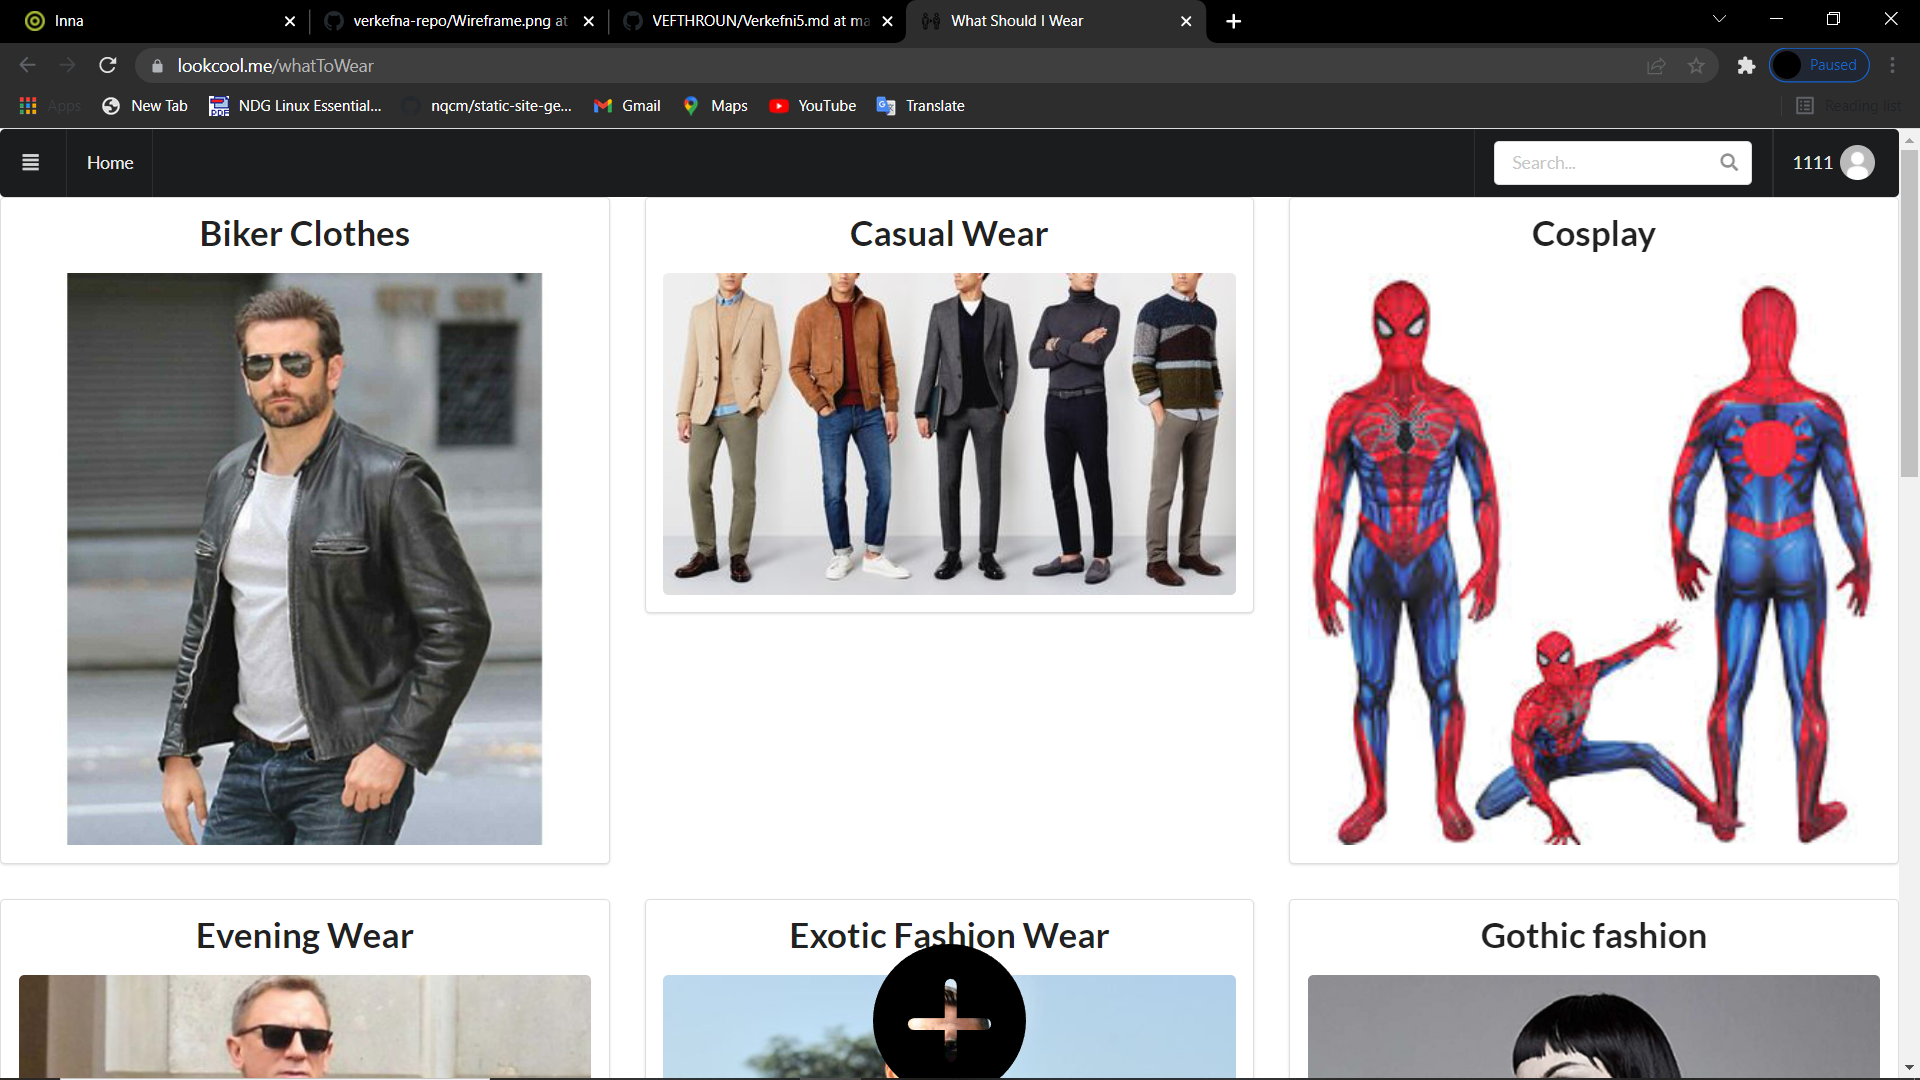 Inna
verkefna-repo/Wireframe.png at
VEFTHROUN/Verkefni5.md at ma
What Should I Wear
lookcool.me/whatToWear
Paused
Apps
New Tab
NDG Linux Essential...
nqcm/static-site-ge...
Gmail
Maps
YouTube
Translate
Reading list
Home
Search...
1111
Biker Clothes
Casual Wear
Cosplay
Evening Wear
Exotic Fashion Wear
Gothic fashion